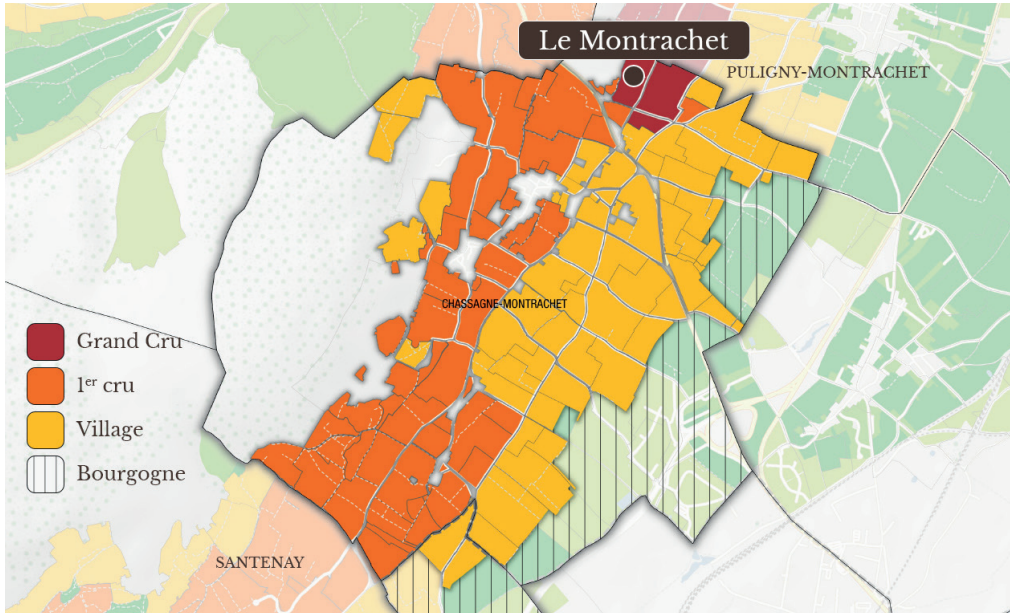 Le Montrachet
PULIGNY-MONTRACHET
CHASSAGNE-MONTRACHET
Grand Cru
1er cru
Village
Bourgogne
SANTENAY